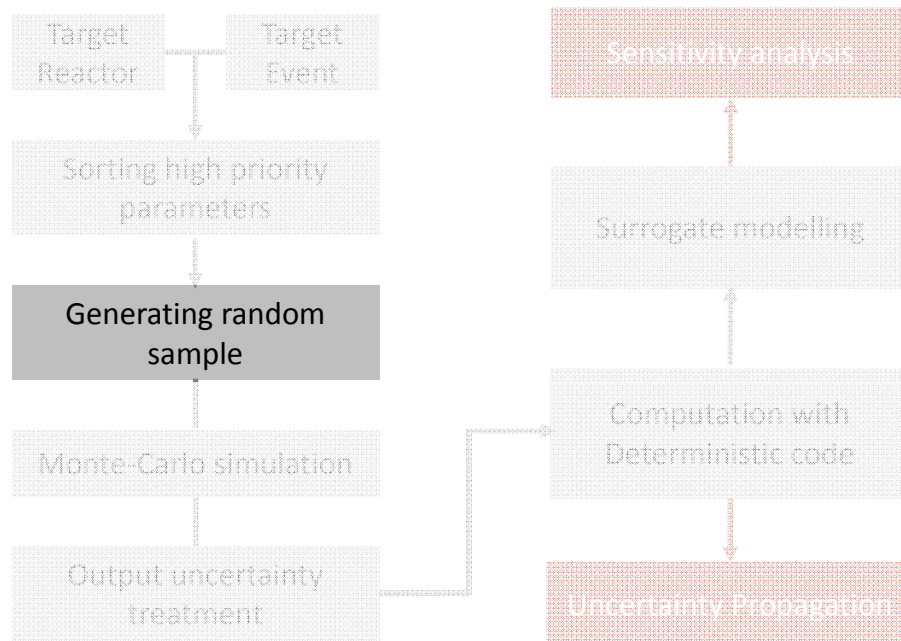 Target
Reactor
Target
Event
Sorting high priority
parameters
Generating random
sample
Monte-Carlo simulation
Output uncertainty
treatment
Sensitivity analysis
Surrogate modelling
Computation with
Deterministic code
Uncertainty Propagation